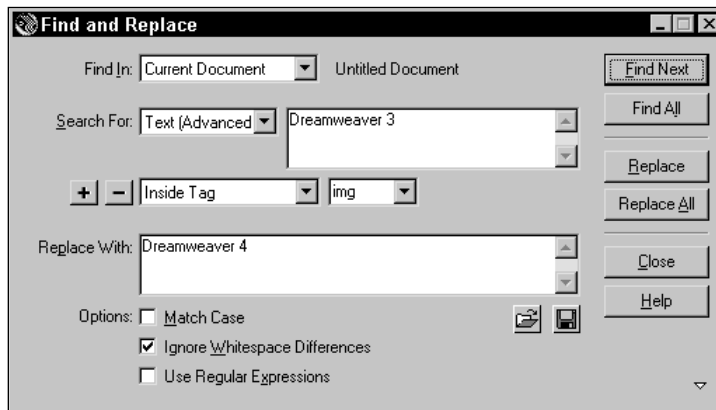 Find and Replace
Find In: Current Document Untitled Document
Find Next
Find All
Search For: Text (Advanced Dreamweaver 3
Replace
+ − Inside Tag img
Replace All
Replace With: Dreamweaver 4
Close
Help
Options: Match Case
Ignore Whitespace Differences
Use Regular Expressions